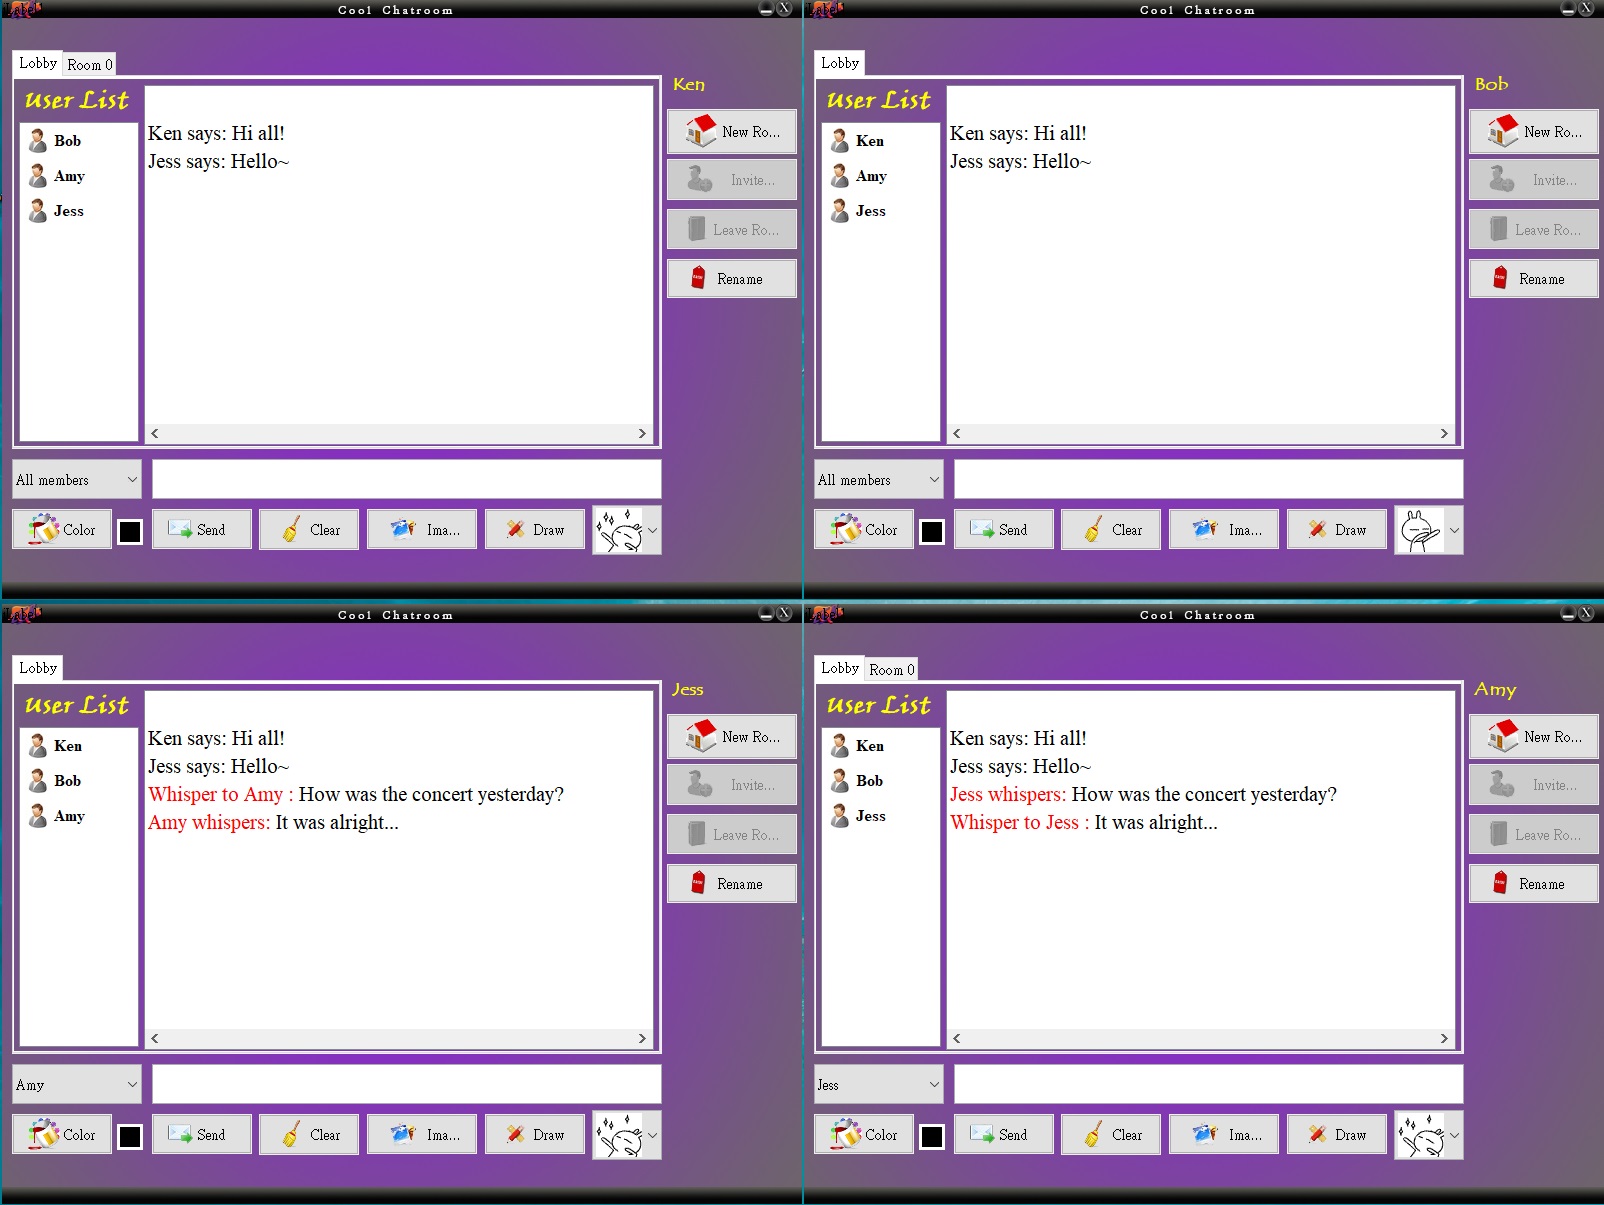 Label1
Cool Chatroom
X
Lobby
Room 0
User List
Bob
Amy
Jess
Ken says: Hi all!
Jess says: Hello~
Ken
New Ro...
Invite...
Leave Ro...
Rename
All members
Color
Send
Clear
Ima...
Draw
Label1
Cool Chatroom
X
Lobby
User List
Ken
Amy
Jess
Ken says: Hi all!
Jess says: Hello~
Bob
New Ro...
Invite...
Leave Ro...
Rename
All members
Color
Send
Clear
Ima...
Draw
Label1
Cool Chatroom
X
Lobby
User List
Ken
Bob
Amy
Ken says: Hi all!
Jess says: Hello~
Whisper to Amy : How was the concert yesterday?
Amy whispers: It was alright...
Jess
New Ro...
Invite...
Leave Ro...
Rename
Amy
Color
Send
Clear
Ima...
Draw
Label1
Cool Chatroom
X
Lobby
Room 0
User List
Ken
Bob
Jess
Ken says: Hi all!
Jess says: Hello~
Jess whispers: How was the concert yesterday?
Whisper to Jess : It was alright...
Amy
New Ro...
Invite...
Leave Ro...
Rename
Jess
Color
Send
Clear
Ima...
Draw